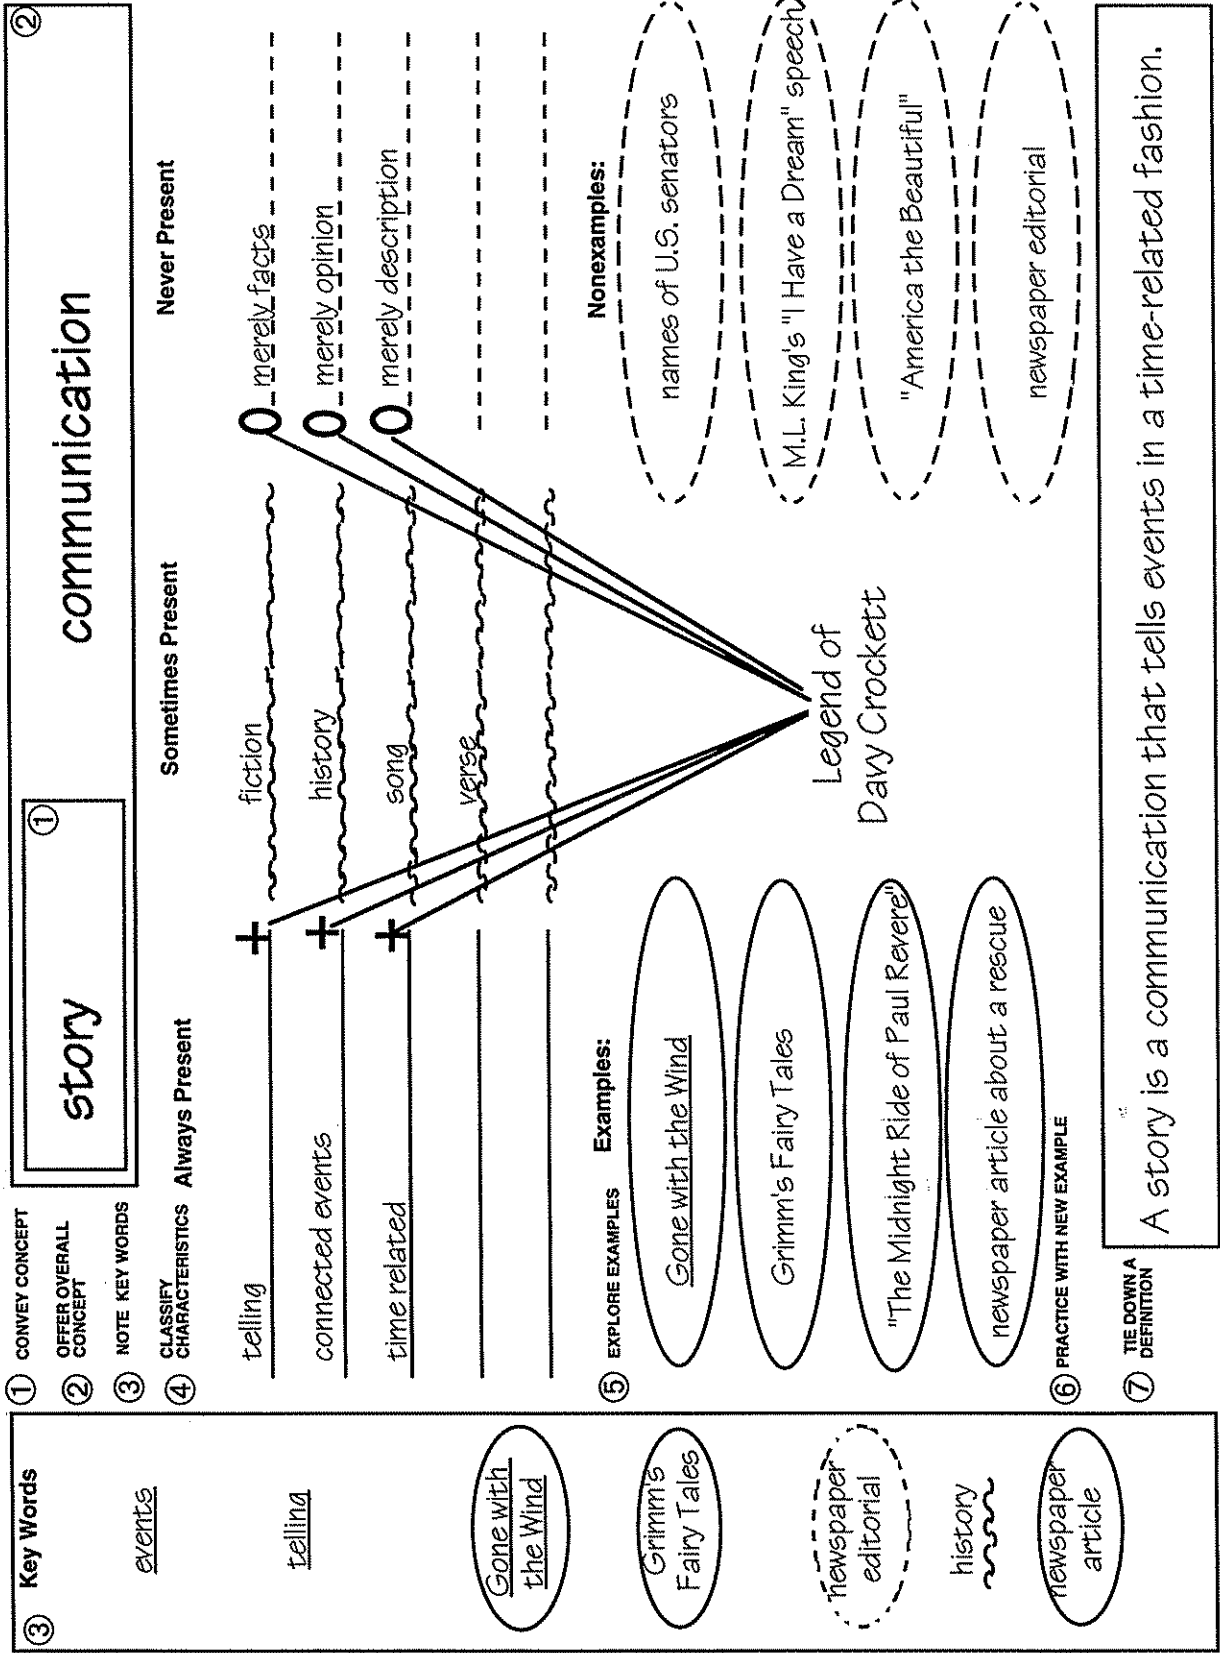 ③ Key Words
events
telling
Gone with
the Wind
Grimm's
Fairy Tales
newspaper
editorial
history
newspaper
article
① CONVEY CONCEPT
② OFFER OVERALL
CONCEPT
③ NOTE KEY WORDS
④ CLASSIFY
CHARACTERISTICS
story
①
communication
②
Always Present
Sometimes Present
Never Present
telling
+
fiction
O
merely facts
connected events
+
history
O
merely opinion
time related
+
song
O
merely description
verse
⑤ EXPLORE EXAMPLES
Examples:
Gone with the Wind
Grimm's Fairy Tales
"The Midnight Ride of Paul Revere"
newspaper article about a rescue
Legend of
Davy Crockett
Nonexamples:
names of U.S. senators
M.L. King's "I Have a Dream" speech
"America the Beautiful"
newspaper editorial
⑥ PRACTICE WITH NEW EXAMPLE
⑦ TIE DOWN A
DEFINITION
A story is a communication that tells events in a time-related fashion.